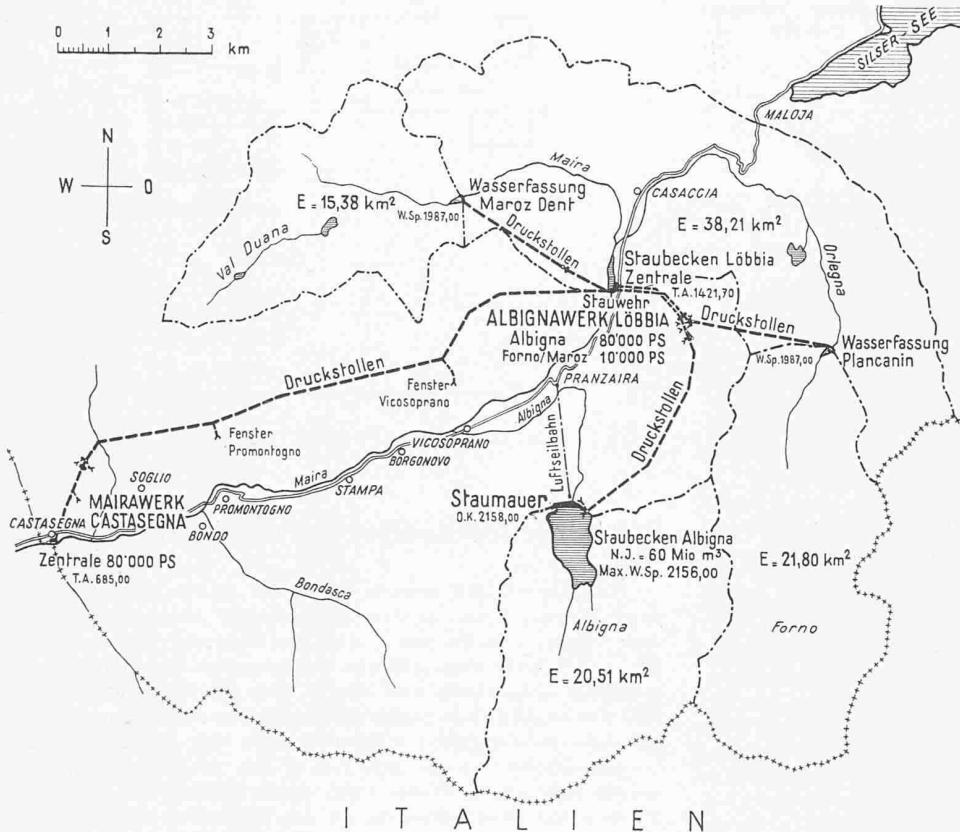 0 1 2 3 km
SILSER-SEE
MALOJA
N
W O
S
Maira
Wasserfassung
Maroz Dent
W.Sp. 1987,00
E = 15,38 km²
Val Duana
CASACCIA
E = 38,21 km²
Orlegna
Druckstollen
Staubecken Löbbia
Zentrale
T.A. 1421,70
Stauwehr
ALBIGNAWERK LÖBBIA
Albigna 80'000 PS
Forno/Maroz 10'000 PS
Druckstollen
Wasserfassung
Plancanin
W.Sp. 1987,00
Druckstollen
Fenster
Vicosoprano
PRANZAIRA
Albigna
Druckstollen
Fenster
Promontogno
VICOSOPRANO
BORGONOVO
Luftseilbahn
Maira
STAMPA
SOGLIO
PROMONTOGNO
MAIRAWERK
CASTASEGNA
CASTASEGNA
BONDO
Zentrale 80'000 PS
T.A. 685,00
Bondasca
Staumauer
O.K. 2158,00
Staubecken Albigna
N.J. = 60 Mio m³
Max. W.Sp. 2156,00
E = 21,80 km²
Albigna
Forno
E = 20,51 km²
ITALIEN